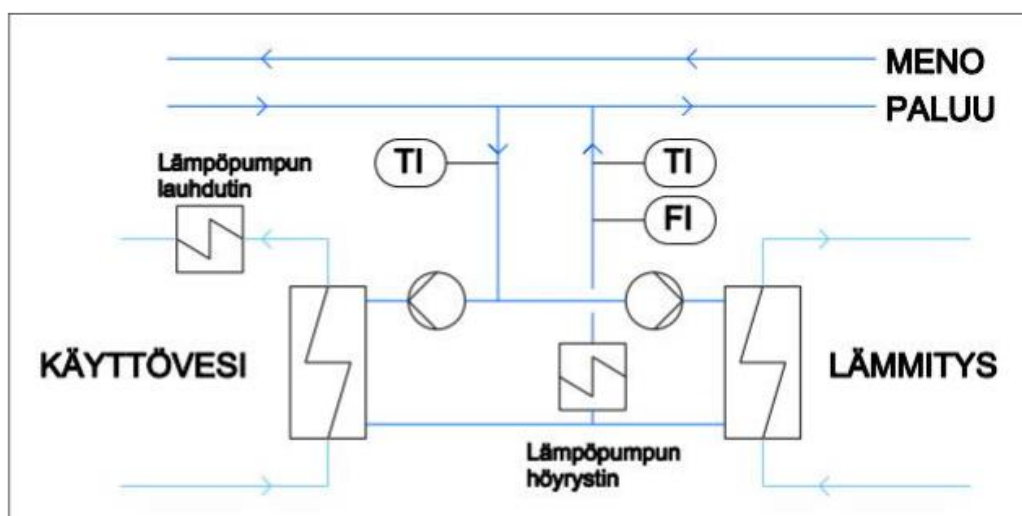 MENO
PALUU
Lämpöpumpun
lauhdutin
TI
TI
FI
KÄYTTÖVESI
LÄMMITYS
Lämpöpumpun
höyrystin